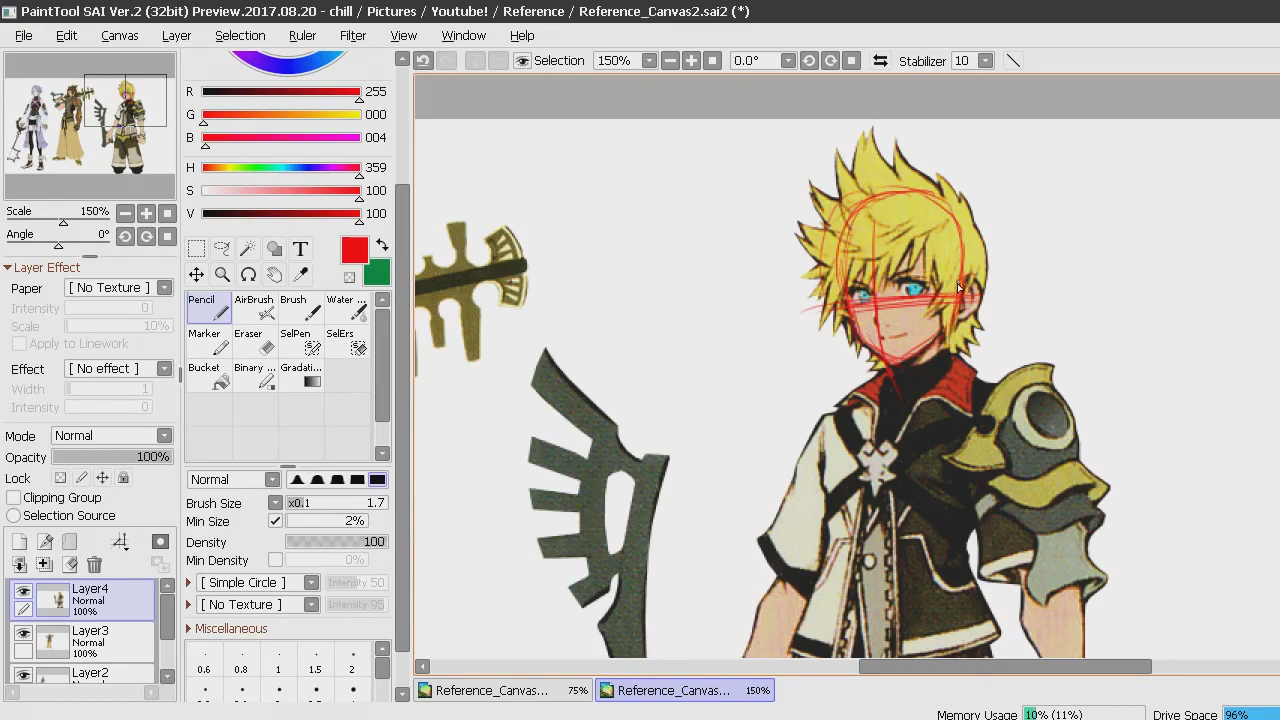 PaintTool SAI Ver.2 (32bit) Preview.2017.08.20 - chill / Pictures / Youtube! / Reference / Reference_Canvas2.sai2 (*)
File Edit Canvas Layer Selection Ruler Filter View Window Help
Selection 150% 0.0° Stabilizer 10
R 255
G 000
B 004
H 359
S 100
V 100
Scale 150%
Angle 0°
Layer Effect
Paper [ No Texture ]
Intensity 0
Scale 10%
Apply to Linework
Effect [ No effect ]
Width 1
Intensity 0
Mode Normal
Opacity 100%
Lock
Clipping Group
Selection Source
Layer4
Normal
100%
Layer3
Normal
100%
Layer2
T
Pencil AirBrush Brush Water ...
Marker Eraser SelPen SelErs
Bucket Binary ... Gradati...
Normal
Brush Size x0.1 1.7
Min Size 2%
Density 100
Min Density 0%
[ Simple Circle ] Intensity 50
[ No Texture ] Intensity 95
Miscellaneous
0.6 0.8 1 1.5 2
Reference_Canvas... 75% Reference_Canvas... 150%
Memory Usage 10% (11%) Drive Space 96%